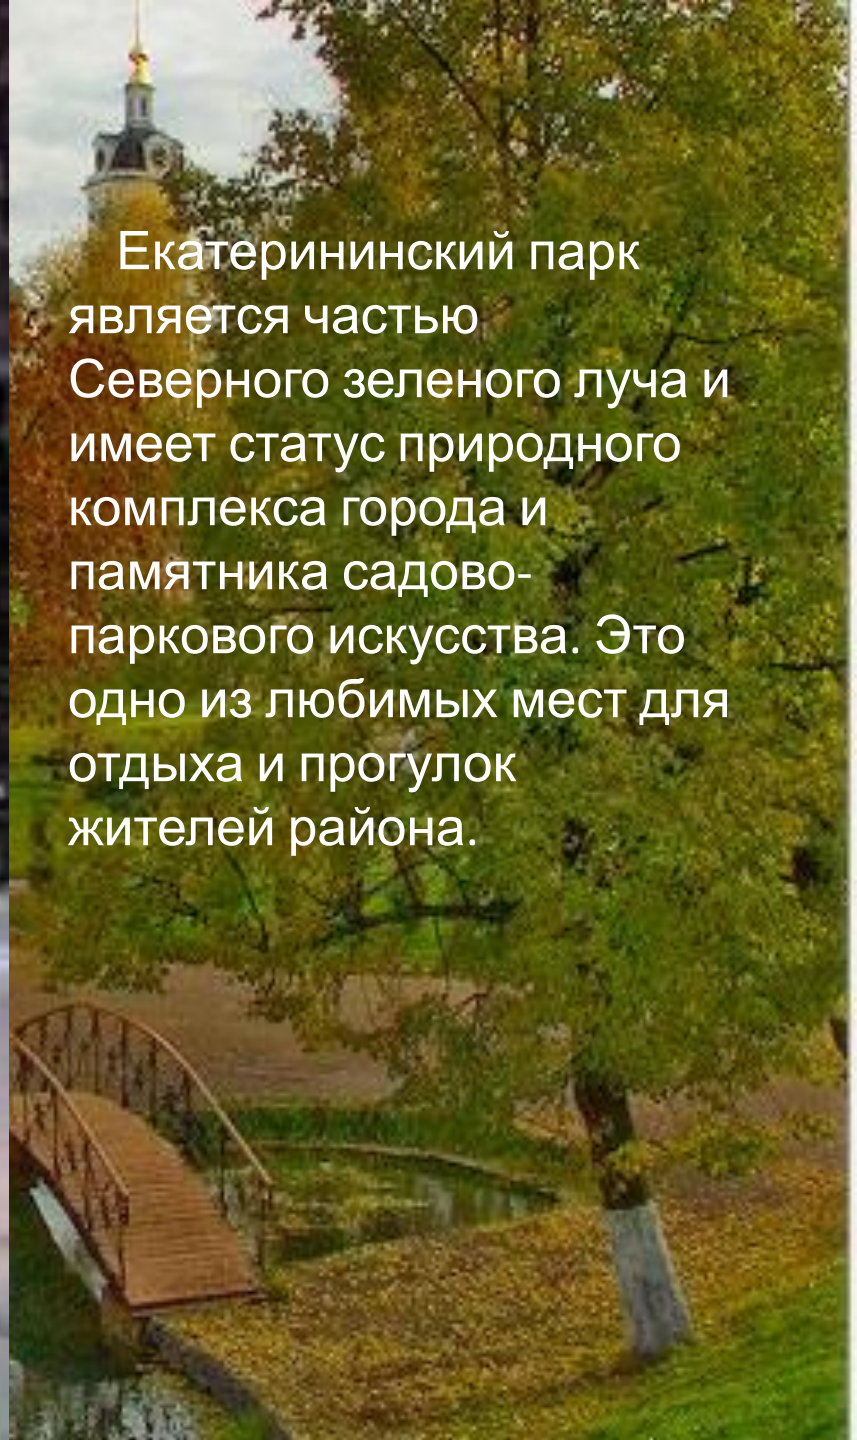 Екатерининский парк
является частью
Северного зеленого луча и
имеет статус природного
комплекса города и
памятника садово-
паркового искусства. Это
одно из любимых мест для
отдыха и прогулок
жителей района.